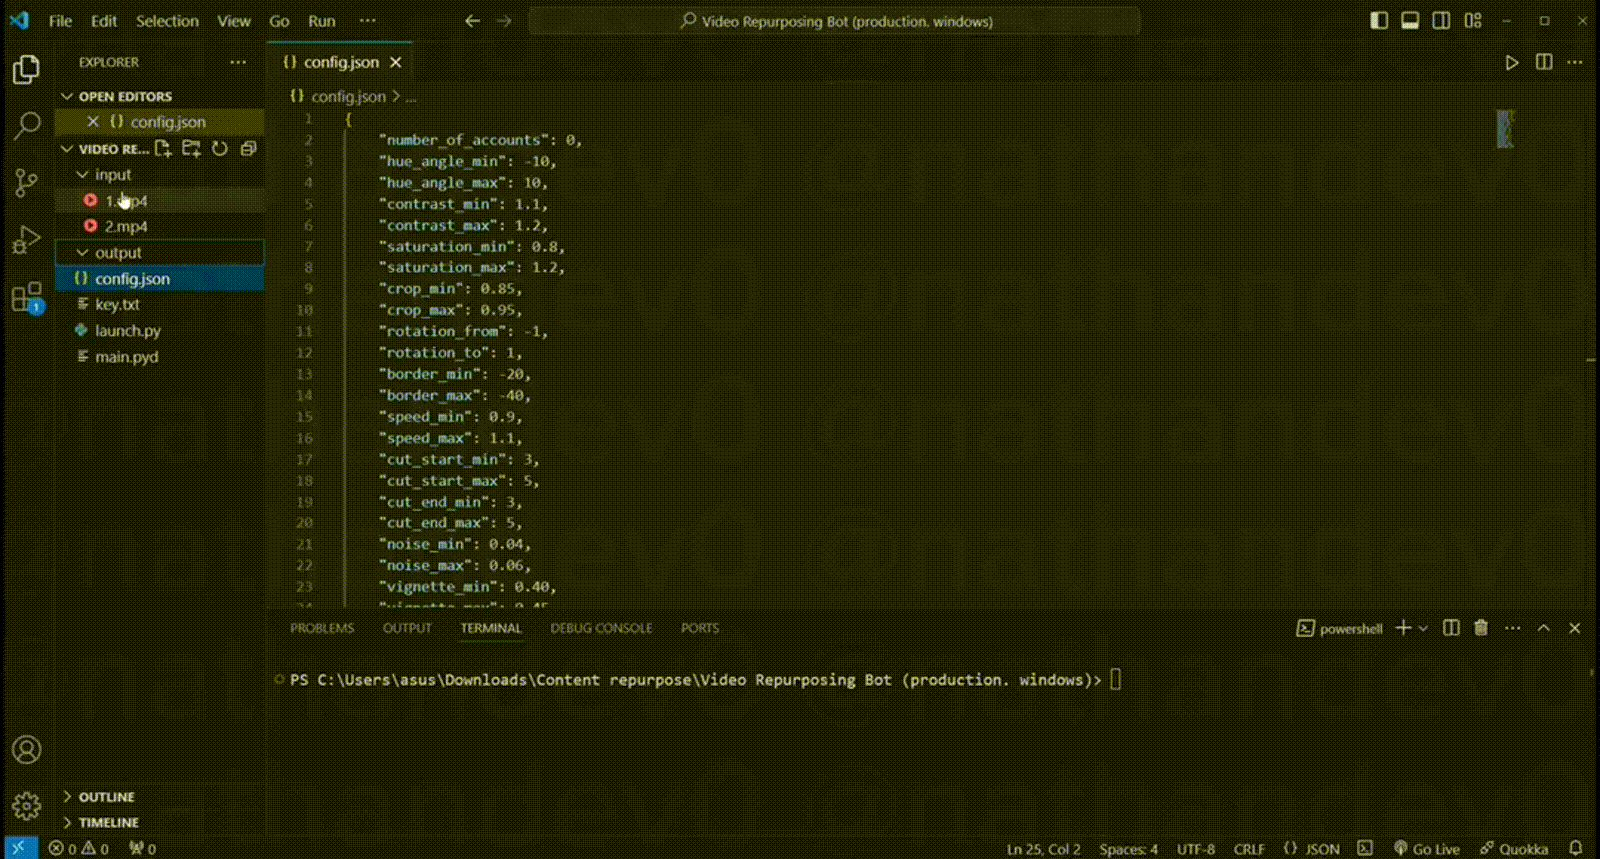 File Edit Selection View Go Run ···
Video Repurposing Bot (production. windows)
EXPLORER
OPEN EDITORS
config.json
VIDEO RE...
input
1.mp4
2.mp4
output
config.json
key.txt
launch.py
main.pyd
OUTLINE
TIMELINE
{} config.json
{} config.json > ...
1 {
2 "number_of_accounts": 0,
3 "hue_angle_min": -10,
4 "hue_angle_max": 10,
5 "contrast_min": 1.1,
6 "contrast_max": 1.2,
7 "saturation_min": 0.8,
8 "saturation_max": 1.2,
9 "crop_min": 0.85,
10 "crop_max": 0.95,
11 "rotation_from": -1,
12 "rotation_to": 1,
13 "border_min": -20,
14 "border_max": -40,
15 "speed_min": 0.9,
16 "speed_max": 1.1,
17 "cut_start_min": 3,
18 "cut_start_max": 5,
19 "cut_end_min": 3,
20 "cut_end_max": 5,
21 "noise_min": 0.04,
22 "noise_max": 0.06,
23 "vignette_min": 0.40,
PROBLEMS OUTPUT TERMINAL DEBUG CONSOLE PORTS
powershell
PS C:\Users\asus\Downloads\Content repurpose\Video Repurposing Bot (production. windows)>
0 0 0
Ln 25, Col 2 Spaces: 4 UTF-8 CRLF {} JSON Go Live Quokka